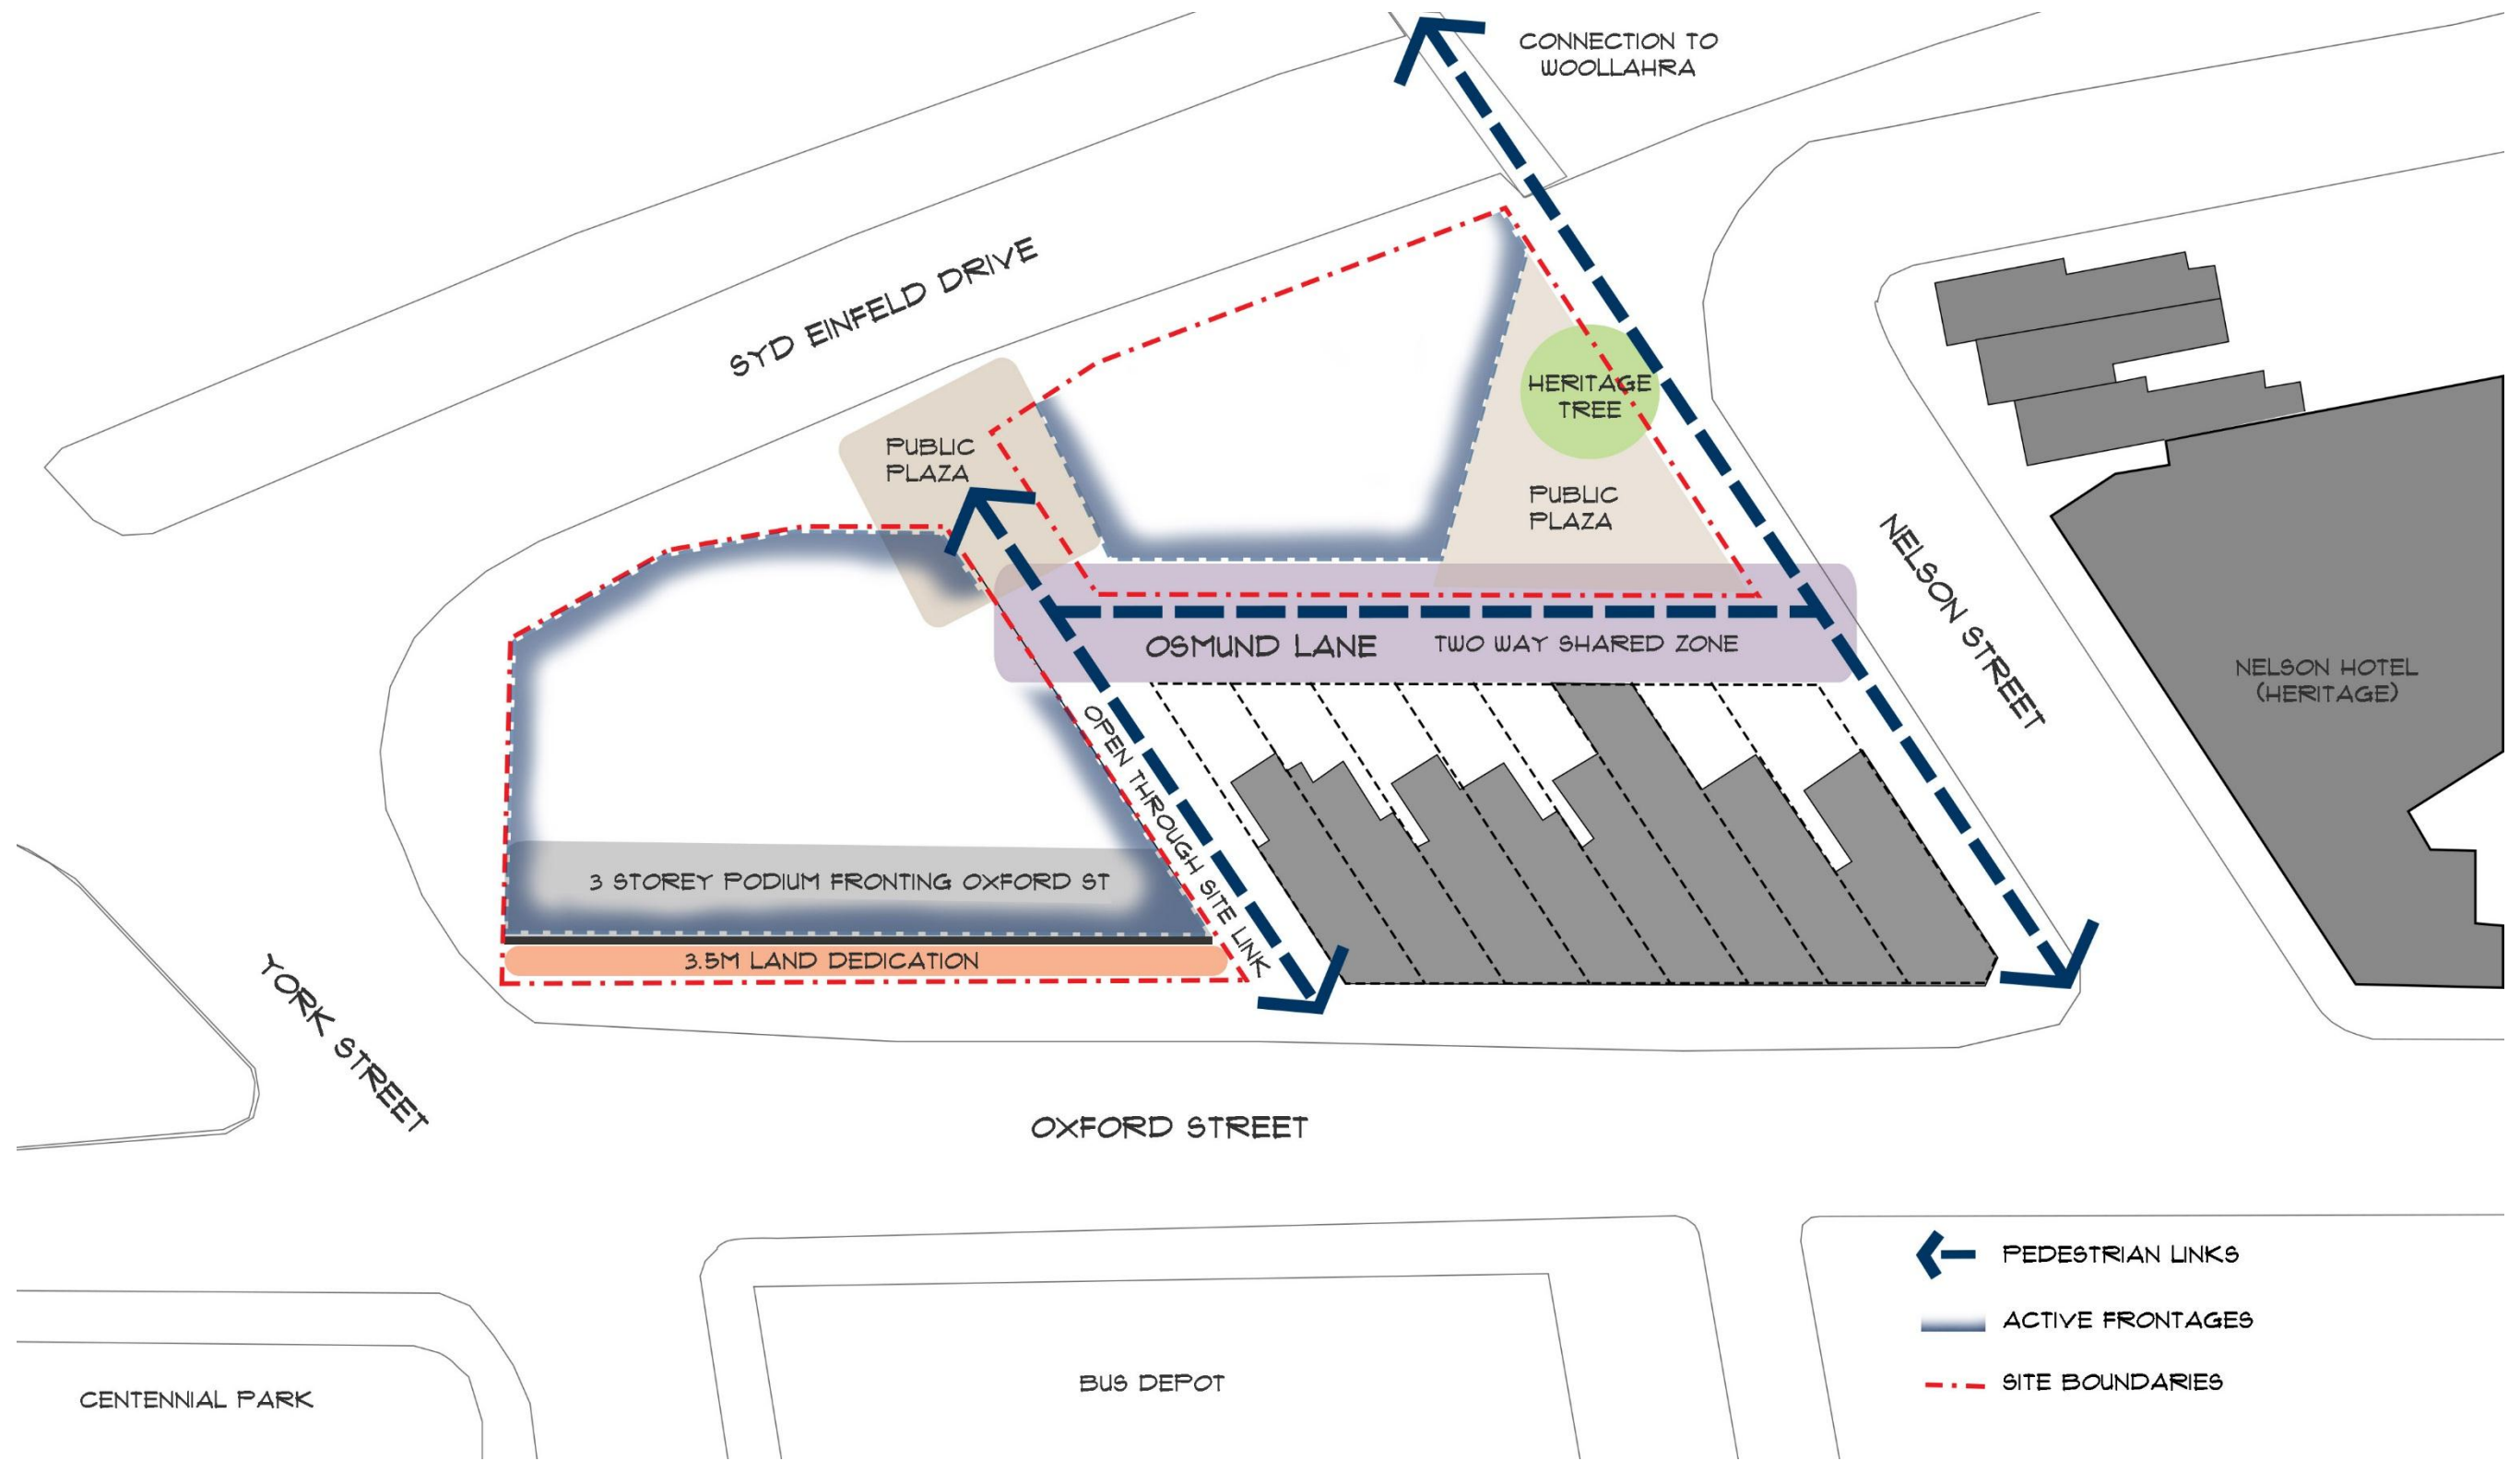 CONNECTION TO
WOOLLAHRA
SYD EINFELD DRIVE
HERITAGE
TREE
PUBLIC
PLAZA
PUBLIC
PLAZA
NELSON STREET
OSMUND LANE
TWO WAY SHARED ZONE
NELSON HOTEL
(HERITAGE)
OPEN THROUGH SITE LINK
3 STOREY PODIUM FRONTING OXFORD ST
3.5M LAND DEDICATION
YORK STREET
OXFORD STREET
PEDESTRIAN LINKS
ACTIVE FRONTAGES
SITE BOUNDARIES
BUS DEPOT
CENTENNIAL PARK